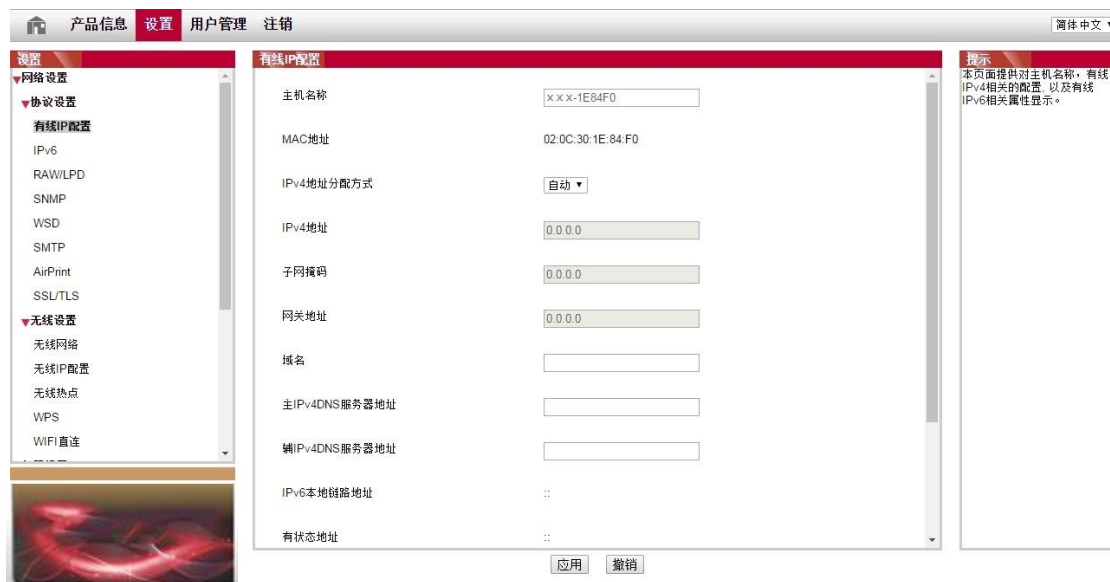 产品信息 设置 用户管理 注销
简体中文
设置
网络设置
协议设置
有线IP配置
IPv6
RAW/LPD
SNMP
WSD
SMTP
AirPrint
SSL/TLS
无线设置
无线网络
无线IP配置
无线热点
WPS
WIFI直连
有线IP配置
主机名称 x x x-1E84F0
MAC地址 02:0C:30:1E:84:F0
IPv4地址分配方式 自动
IPv4地址 0.0.0.0
子网掩码 0.0.0.0
网关地址 0.0.0.0
域名
主IPv4DNS服务器地址
辅IPv4DNS服务器地址
IPv6本地链路地址 ::
有状态地址 ::
应用 撤销
提示
本页面提供对主机名称，有线
IPv4相关的配置, 以及有线
IPv6相关属性显示。